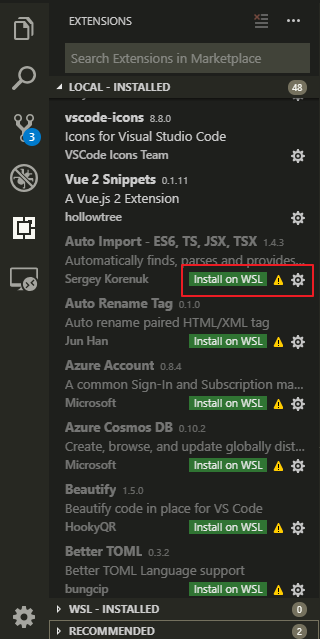 EXTENSIONS
Search Extensions in Marketplace
LOCAL - INSTALLED 48
vscode-icons 8.8.0
Icons for Visual Studio Code
VSCode Icons Team
Vue 2 Snippets 0.1.11
A Vue.js 2 Extension
hollowtree
Auto Import - ES6, TS, JSX, TSX 1.4.3
Automatically finds, parses and provides...
Sergey Korenuk Install on WSL
Auto Rename Tag 0.1.0
Auto rename paired HTML/XML tag
Jun Han Install on WSL
Azure Account 0.8.4
A common Sign-In and Subscription ma...
Microsoft Install on WSL
Azure Cosmos DB 0.10.2
Create, browse, and update globally dist...
Microsoft Install on WSL
Beautify 1.5.0
Beautify code in place for VS Code
HookyQR Install on WSL
Better TOML 0.3.2
Better TOML Language support
bungcip Install on WSL
WSL - INSTALLED 0
RECOMMENDED 2
3